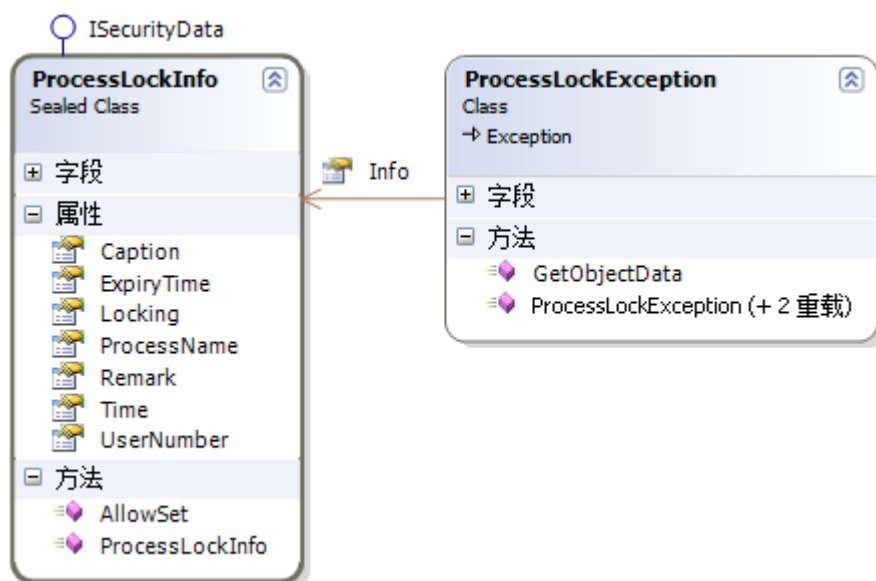 ISecurityData
ProcessLockInfo
Sealed Class
字段
属性
Caption
ExpiryTime
Locking
ProcessName
Remark
Time
UserNumber
方法
AllowSet
ProcessLockInfo
Info
ProcessLockException
Class
Exception
字段
方法
GetObjectData
ProcessLockException (+ 2 重载)